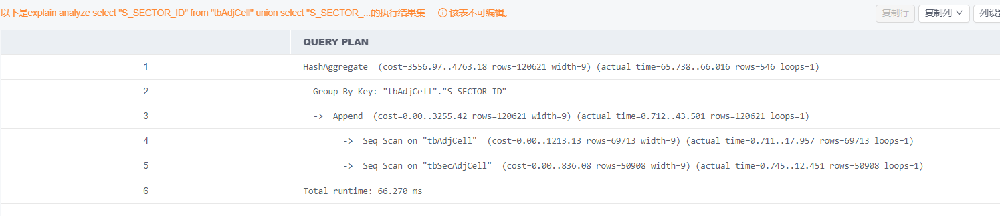 以下是explain analyze select "S_SECTOR_ID" from "tbAdjCell" union select "S_SECTOR_...的执行结果集 该表不可编辑。 复制行 复制列 列设置
QUERY PLAN
1 HashAggregate (cost=3556.97..4763.18 rows=120621 width=9) (actual time=65.738..66.016 rows=546 loops=1)
2 Group By Key: "tbAdjCell"."S_SECTOR_ID"
3 -> Append (cost=0.00..3255.42 rows=120621 width=9) (actual time=0.712..43.501 rows=120621 loops=1)
4 -> Seq Scan on "tbAdjCell" (cost=0.00..1213.13 rows=69713 width=9) (actual time=0.711..17.957 rows=69713 loops=1)
5 -> Seq Scan on "tbSecAdjCell" (cost=0.00..836.08 rows=50908 width=9) (actual time=0.745..12.451 rows=50908 loops=1)
6 Total runtime: 66.270 ms